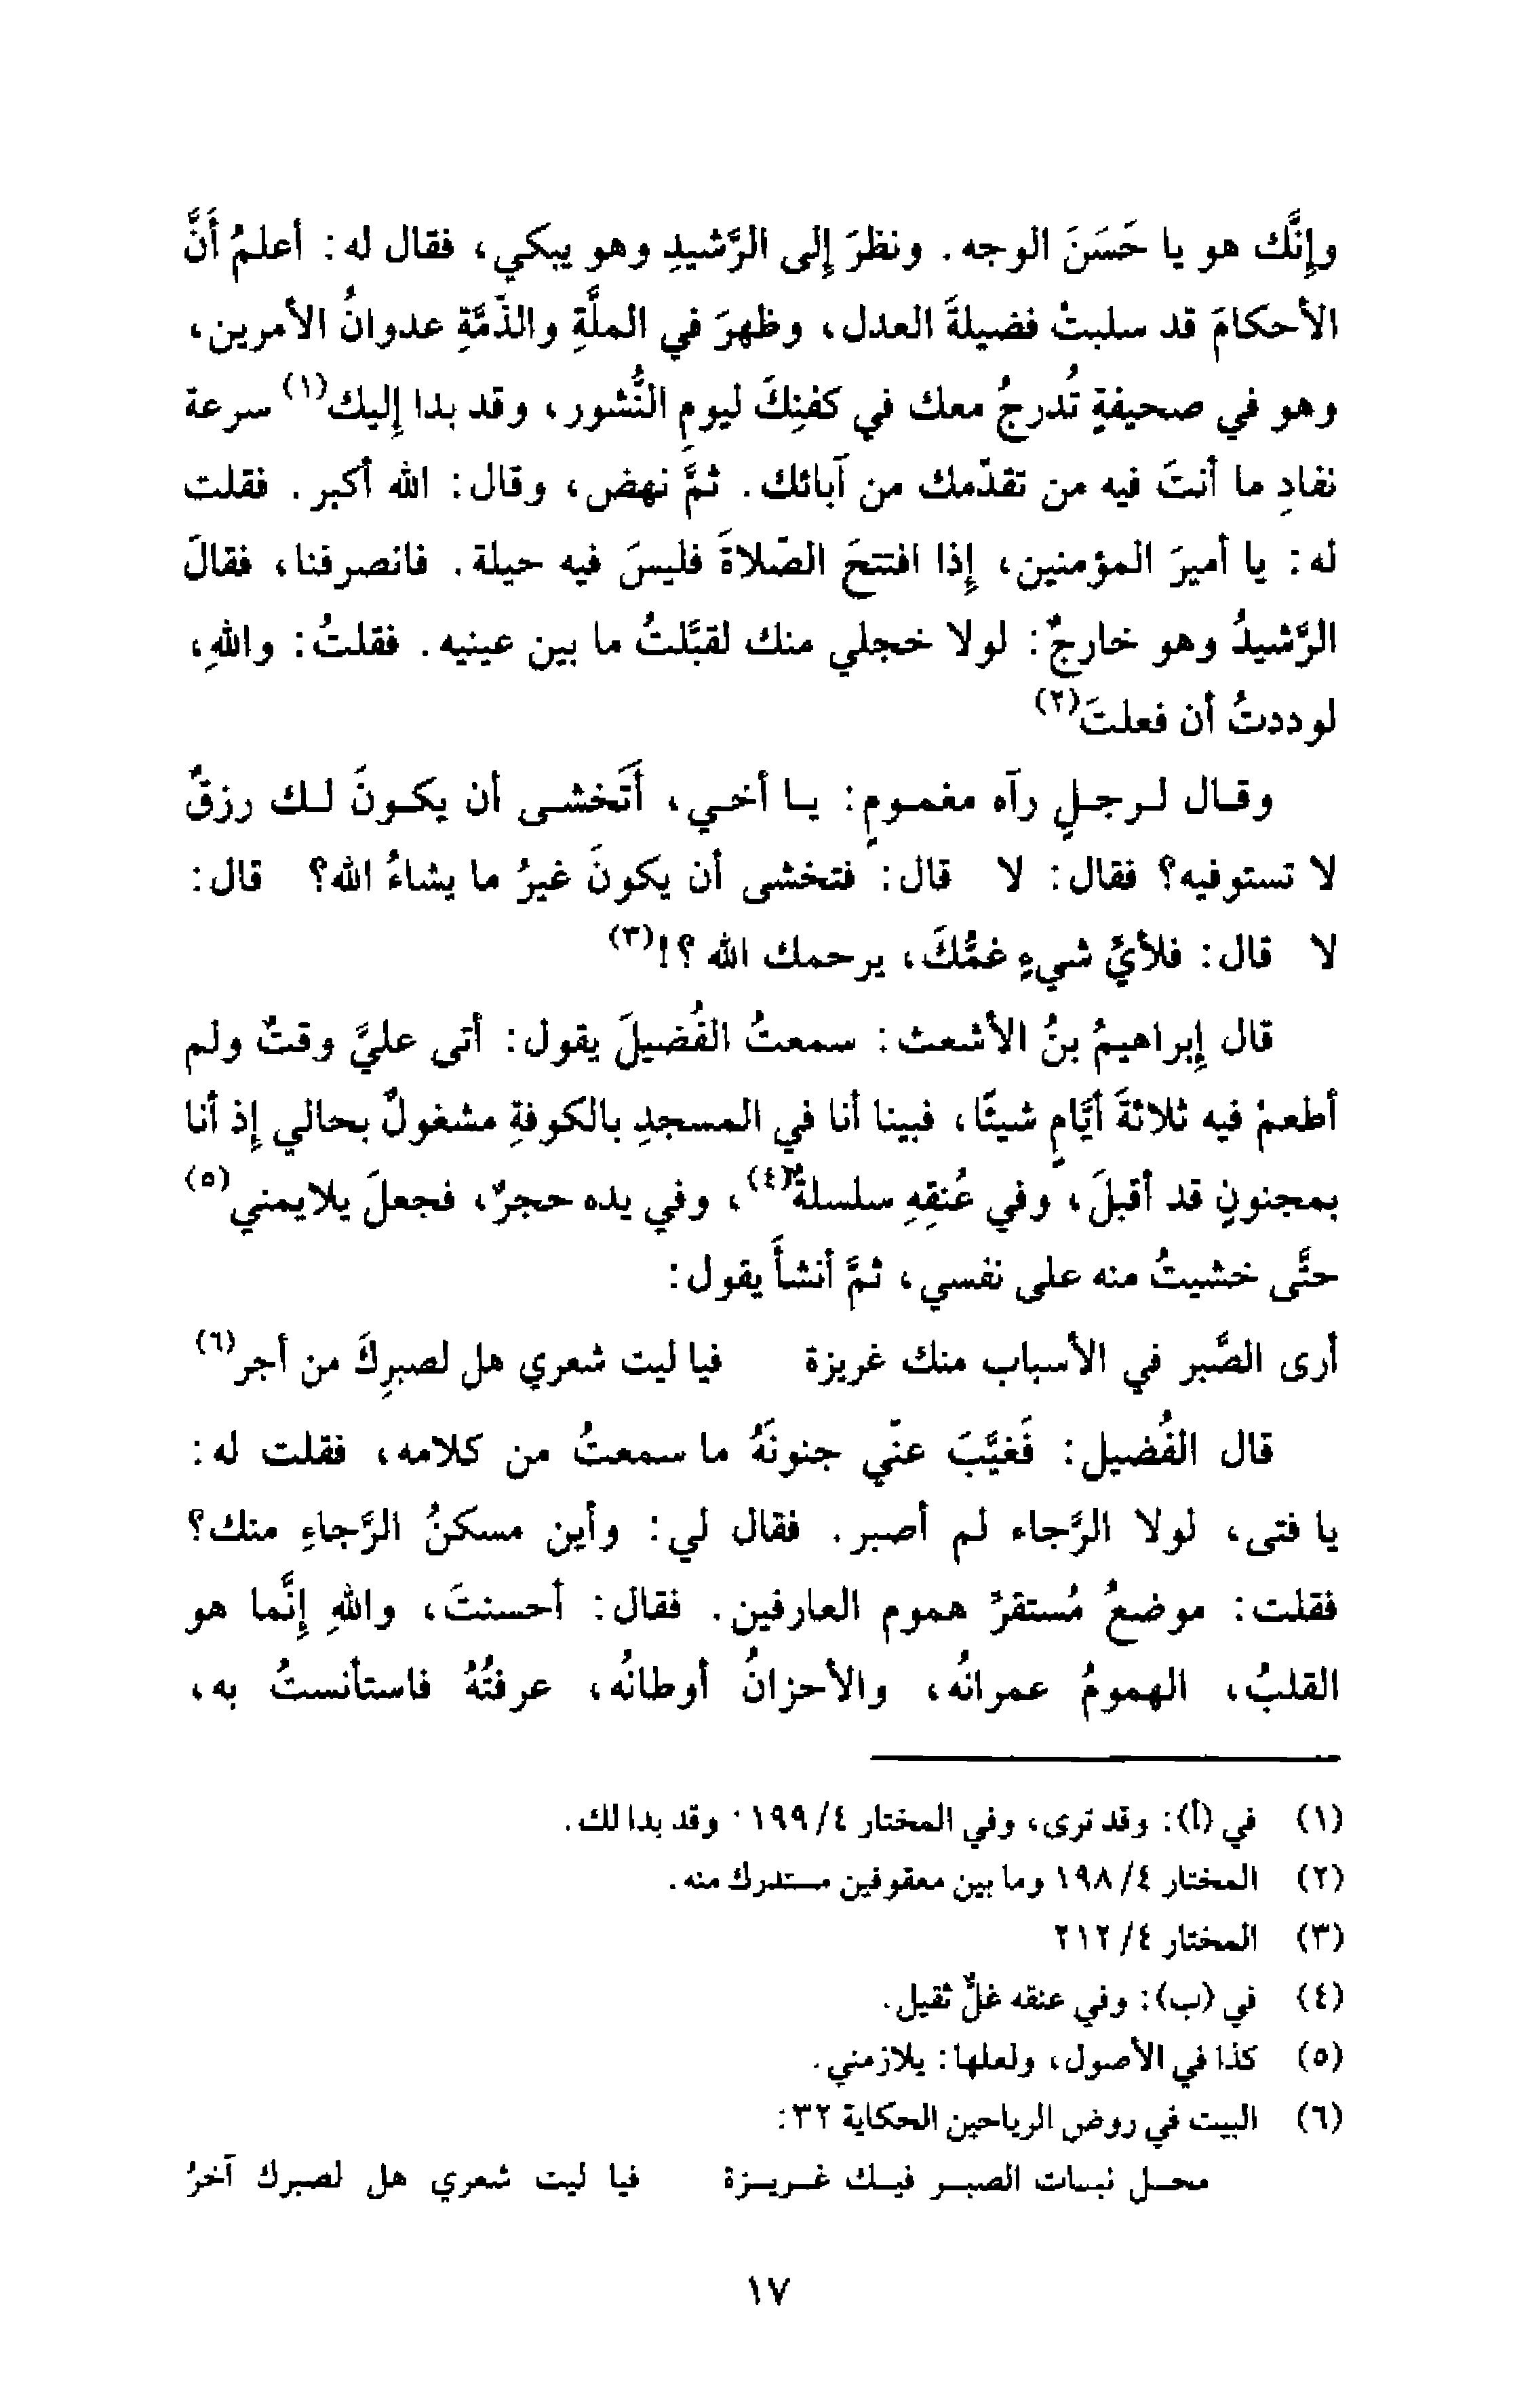 وإنَّك هو يا حَسَنَ الوجه. ونظرَ إلى الرَّشيدِ وهو يبكي، فقال له: أعلمُ أنَّ
الأحكامَ قد سلبتُ فضيلةَ العدل، وظهرَ في الملَّةِ والذّمَّةِ عدوانُ الأمرين،
وهو في صحيفةٍ تُدرجُ معك في كفنِكَ ليومِ النُّشور، وقد بدا إليك(١) سرعة
نفادِ ما أنتَ فيه من تقدّمك من آبائك. ثمَّ نهض، وقال: الله أكبر. فقلت
له: يا أميرَ المؤمنين، إذا افتتحَ الصّلاةَ فليسَ فيه حيلة. فانصرفنا، فقالَ
الرَّشيدُ وهو خارجٌ: لولا خجلي منك لقبَّلتُ ما بين عينيه. فقلتُ: واللهِ،
لوددتُ أن فعلتَ(٢)
وقال لرجلٍ رآه مغمومٍ: يا أخي، أَتَخشى أن يكونَ لك رزقٌ
لا تستوفيه؟ فقال: لا قال: فتخشى أن يكونَ غيرُ ما يشاءُ الله؟ قال:
لا قال: فلأيِّ شيءٍ غمُّكَ، يرحمك الله ؟!(٣)
قال إبراهيمُ بنُ الأشعث: سمعتُ الفُضيلَ يقول: أتى عليَّ وقتٌ ولم
أطعمْ فيه ثلاثةَ أيَّامٍ شيئًا، فبينا أنا في المسجدِ بالكوفةِ مشغولٌ بحالي إذ أنا
بمجنونٍ قد أقبلَ، وفي عُنقِهِ سلسلةٌ(٤)، وفي يده حجرٌ، فجعلَ يلايمني(٥)
حتَّى خشيتُ منه على نفسي، ثمَّ أنشأَ يقول:
أرى الصَّبر في الأسباب منك غريزة فيا ليت شعري هل لصبرِكَ من أجر(٦)
قال الفُضيل: فَغيَّبَ عنّي جنونَهُ ما سمعتُ من كلامه، فقلت له:
يا فتى، لولا الرَّجاء لم أصبر. فقال لي: وأين مسكنُ الرَّجاءِ منك؟
فقلت: موضعُ مُستقرِّ هموم العارفين. فقال: أحسنتَ، واللهِ إنَّما هو
القلبُ، الهمومُ عمرانُه، والأحزانُ أوطانُه، عرفتُهُ فاستأنستُ به،
(١) في (أ): وقد ترى، وفي المختار ٤/ ١٩٩٠ وقد بدا لك.
(٢) المختار ٤/ ١٩٨ وما بين معقوفين مستدرك منه.
(٣) المختار ٤/ ٢١٢
(٤) في (ب): وفي عنقه غلٌّ ثقيل.
(٥) كذا في الأصول، ولعلها: يلازمني.
(٦) البيت في روض الرياحين الحكاية ٣٢:
محل نبات الصبر فيك غريزة فيا ليت شعري هل لصبرك آخرُ
١٧